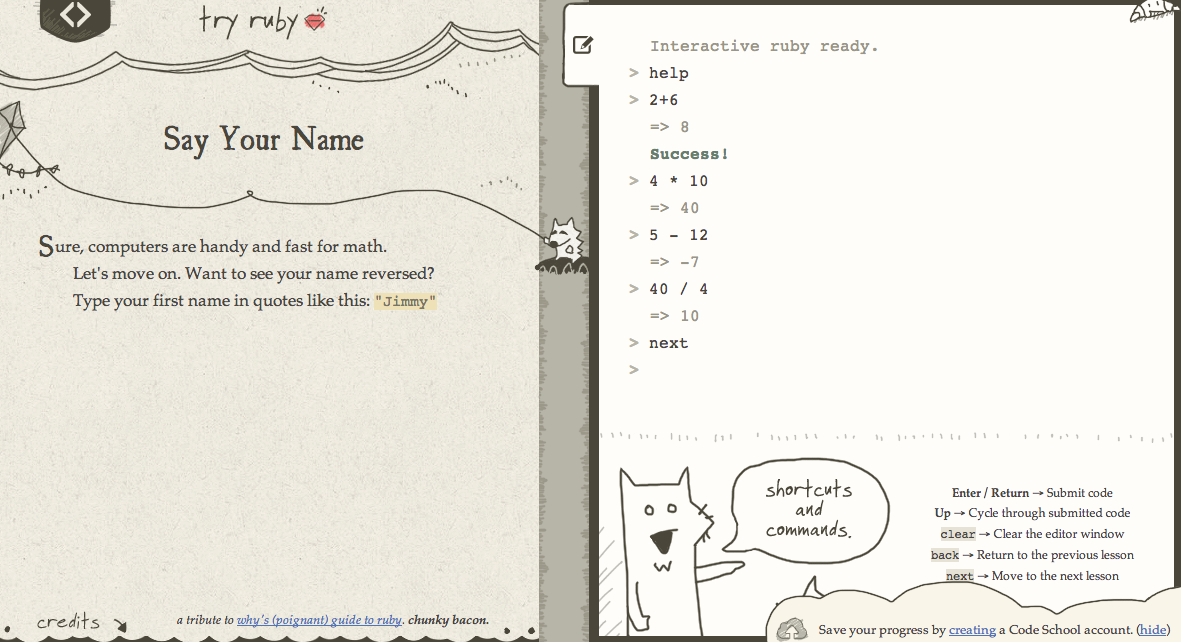 try ruby
Say Your Name
Sure, computers are handy and fast for math.
Let's move on. Want to see your name reversed?
Type your first name in quotes like this: "Jimmy"
credits
a tribute to why's (poignant) guide to ruby. chunky bacon.
Interactive ruby ready.
> help
> 2+6
=> 8
Success!
> 4 * 10
=> 40
> 5 - 12
=> -7
> 40 / 4
=> 10
> next
>
shortcuts
and
commands.
Enter / Return → Submit code
Up → Cycle through submitted code
clear → Clear the editor window
back → Return to the previous lesson
next → Move to the next lesson
Save your progress by creating a Code School account. (hide)